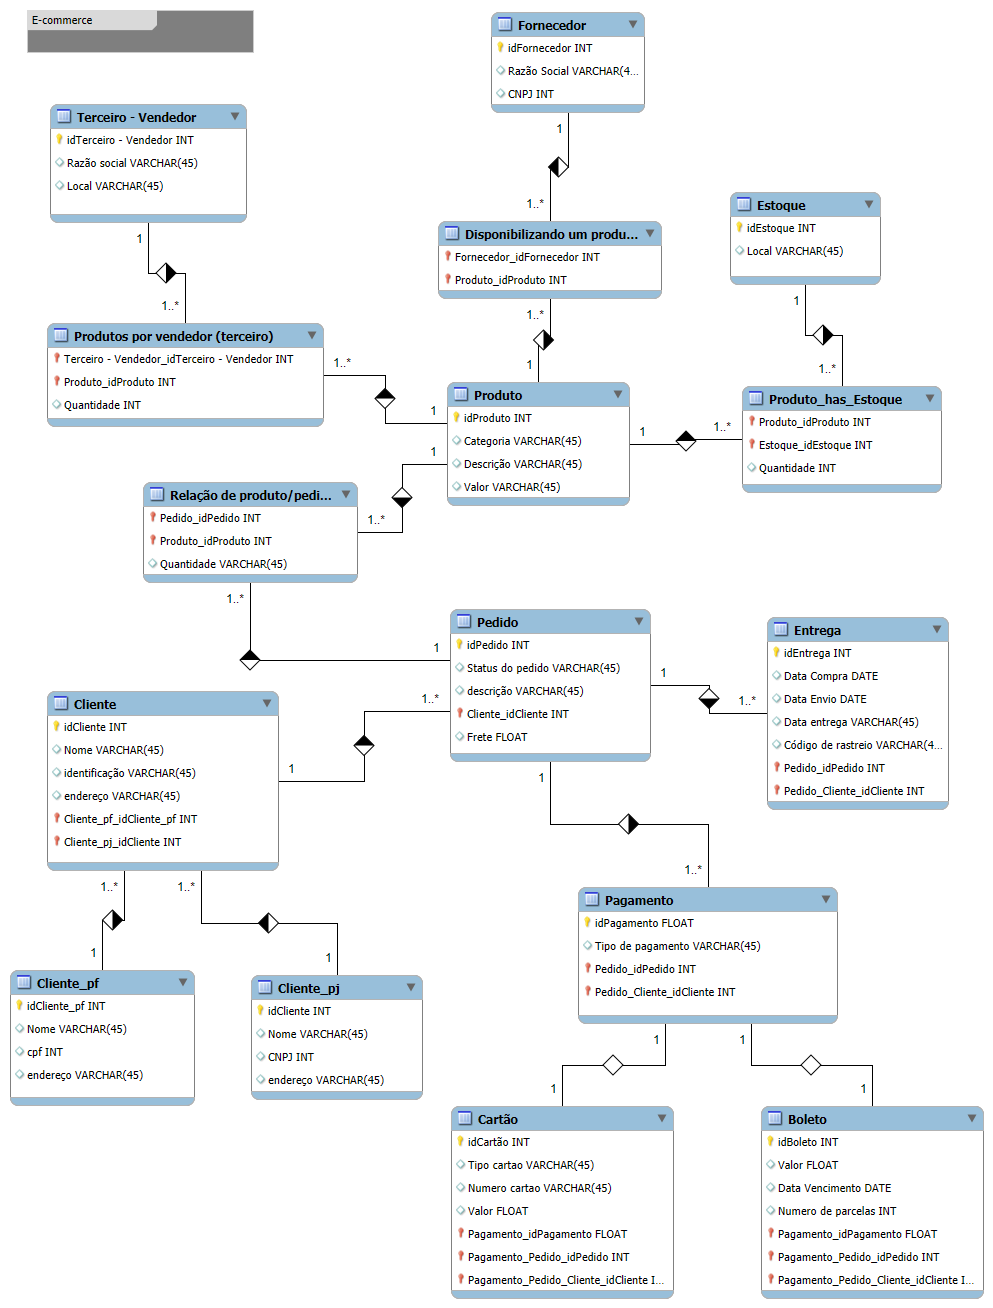 E-commerce
Fornecedor
idFornecedor INT
Razão Social VARCHAR(4...
CNPJ INT
1
1..*
Terceiro - Vendedor
idTerceiro - Vendedor INT
Razão social VARCHAR(45)
Local VARCHAR(45)
1
1..*
Disponibilizando um produ...
Fornecedor_idFornecedor INT
Produto_idProduto INT
1..*
1
Estoque
idEstoque INT
Local VARCHAR(45)
1
1..*
Produtos por vendedor (terceiro)
Terceiro - Vendedor_idTerceiro - Vendedor INT
Produto_idProduto INT
Quantidade INT
1..*
1
Produto
idProduto INT
Categoria VARCHAR(45)
Descrição VARCHAR(45)
Valor VARCHAR(45)
1
1..*
Produto_has_Estoque
Produto_idProduto INT
Estoque_idEstoque INT
Quantidade INT
1
1..*
Relação de produto/pedi...
Pedido_idPedido INT
Produto_idProduto INT
Quantidade VARCHAR(45)
1..*
1
Pedido
idPedido INT
Status do pedido VARCHAR(45)
descrição VARCHAR(45)
Cliente_idCliente INT
Frete FLOAT
1
1..*
Entrega
idEntrega INT
Data Compra DATE
Data Envio DATE
Data entrega VARCHAR(45)
Código de rastreio VARCHAR(4...
Pedido_idPedido INT
Pedido_Cliente_idCliente INT
Cliente
idCliente INT
Nome VARCHAR(45)
identificação VARCHAR(45)
endereço VARCHAR(45)
Cliente_pf_idCliente_pf INT
Cliente_pj_idCliente INT
1..*
1
1
1..*
1..*
1..*
1
1
Pagamento
idPagamento FLOAT
Tipo de pagamento VARCHAR(45)
Pedido_idPedido INT
Pedido_Cliente_idCliente INT
Cliente_pf
idCliente_pf INT
Nome VARCHAR(45)
cpf INT
endereço VARCHAR(45)
Cliente_pj
idCliente INT
Nome VARCHAR(45)
CNPJ INT
endereço VARCHAR(45)
1
1
1
1
Cartão
idCartão INT
Tipo cartao VARCHAR(45)
Numero cartao VARCHAR(45)
Valor FLOAT
Pagamento_idPagamento FLOAT
Pagamento_Pedido_idPedido INT
Pagamento_Pedido_Cliente_idCliente I...
Boleto
idBoleto INT
Valor FLOAT
Data Vencimento DATE
Numero de parcelas INT
Pagamento_idPagamento FLOAT
Pagamento_Pedido_idPedido INT
Pagamento_Pedido_Cliente_idCliente I...